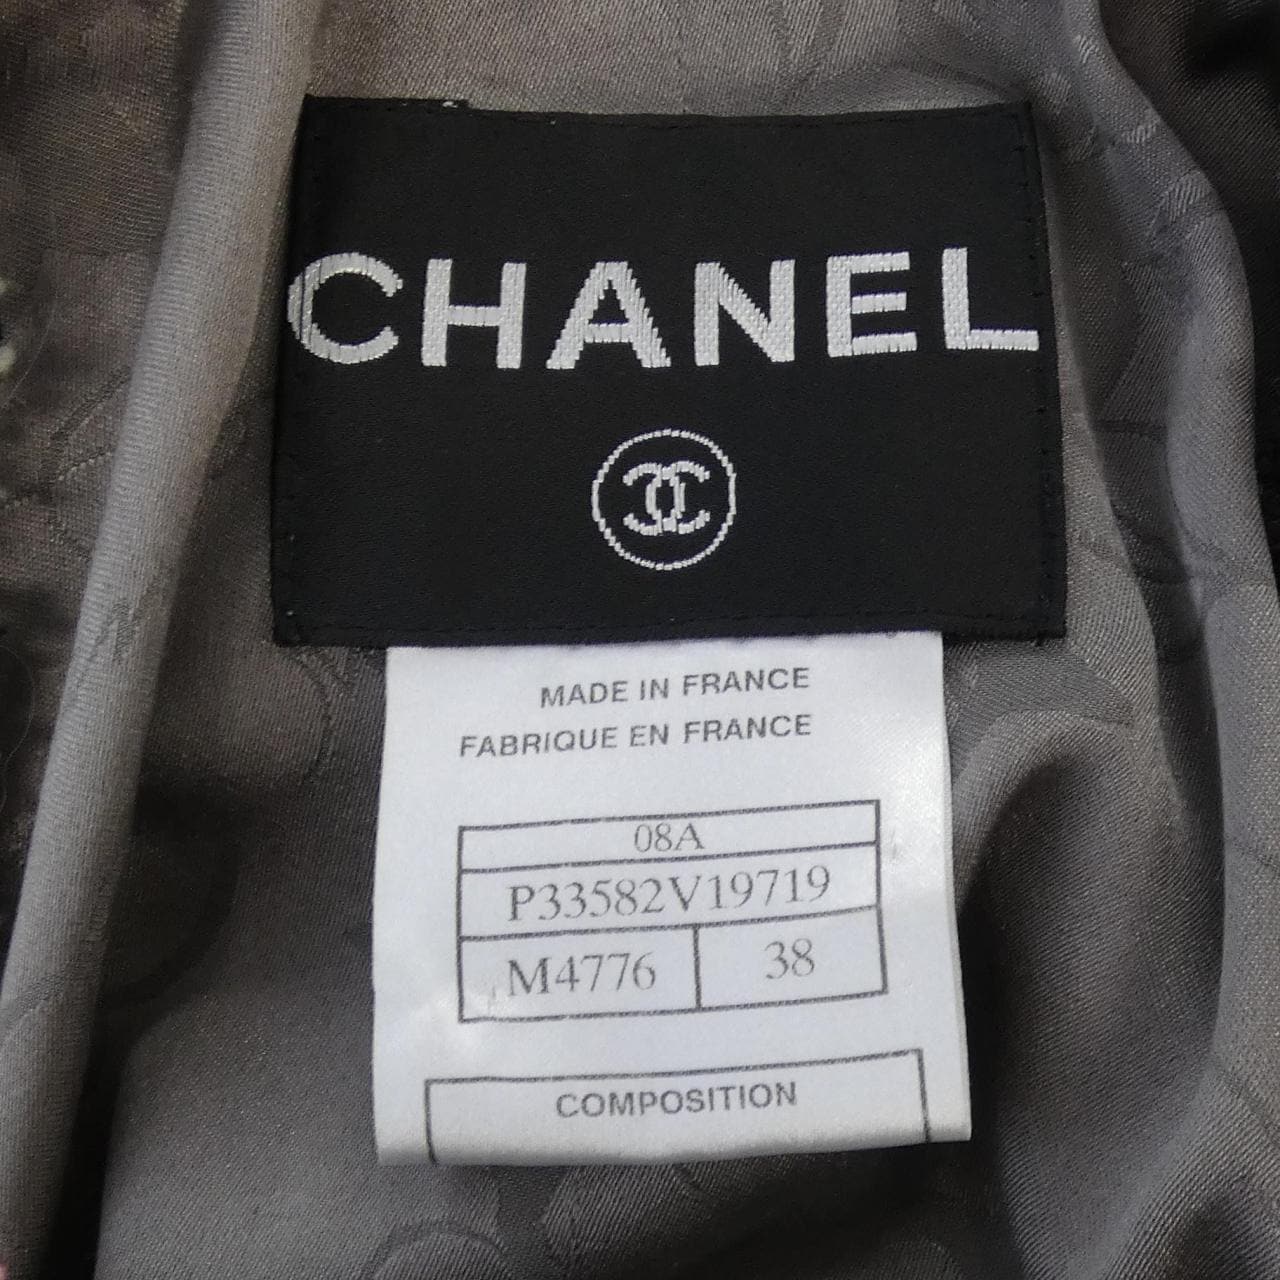 CHANEL
MADE IN FRANCE
FABRIQUE EN FRANCE
08A
P33582V19719
M4776 38
COMPOSITION